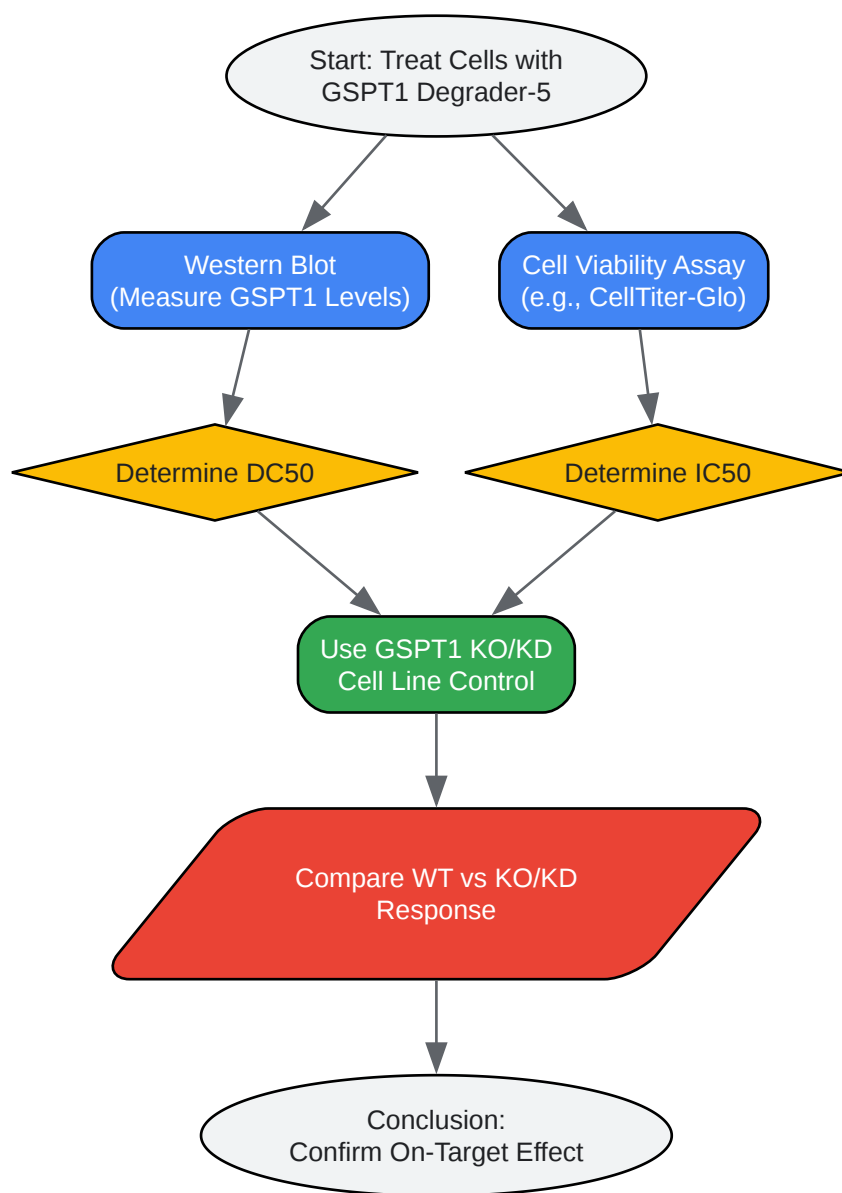 Start: Treat Cells with
GSPT1 Degrader-5
Western Blot
(Measure GSPT1 Levels)
Cell Viability Assay
(e.g., CellTiter-Glo)
Determine DC50
Determine IC50
Use GSPT1 KO/KD
Cell Line Control
Compare WT vs KO/KD
Response
Conclusion:
Confirm On-Target Effect